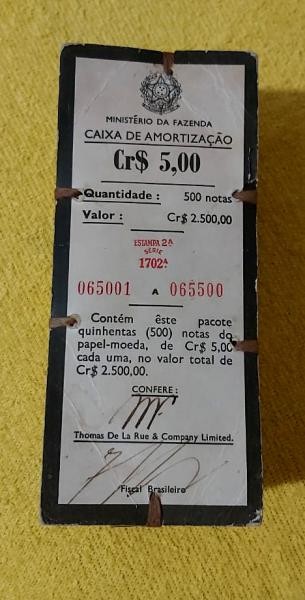 MINISTÉRIO DA FAZENDA
CAIXA DE AMORTIZAÇÃO
Cr$ 5,00
Quantidade : 500 notas
Valor : Cr$ 2.500,00
ESTAMPA 2ª
SÉRIE
1702ª
065001 A 065500
Contém êste pacote
quinhentas (500) notas do
papel-moeda, de Cr$ 5,00
cada uma, no valor total de
Cr$ 2.500,00.
CONFERE :
Thomas De La Rue & Company Limited.
Fiscal Brasileiro